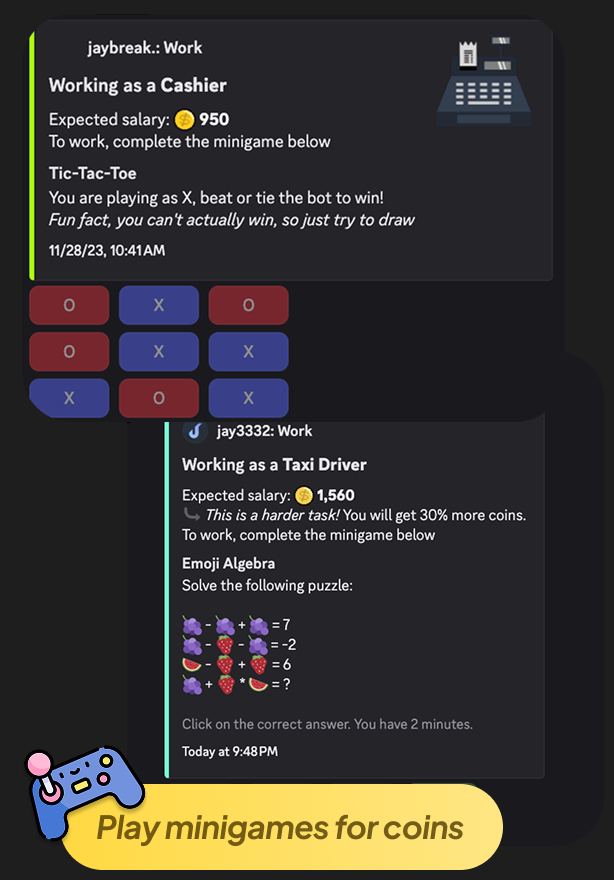 jaybreak.: Work
Working as a Cashier
Expected salary: 950
To work, complete the minigame below
Tic-Tac-Toe
You are playing as X, beat or tie the bot to win!
Fun fact, you can't actually win, so just try to draw
11/28/23, 10:41 AM
O X O
O X X
X O X
jay3332: Work
Working as a Taxi Driver
Expected salary: 1,560
This is a harder task! You will get 30% more coins.
To work, complete the minigame below
Emoji Algebra
Solve the following puzzle:
🍇 - 🍇 + 🍇 = 7
🍇 - 🍓 - 🍇 = -2
🍉 - 🍓 + 🍓 = 6
🍇 + 🍓 * 🍉 = ?
Click on the correct answer. You have 2 minutes.
Today at 9:48 PM
Play minigames for coins